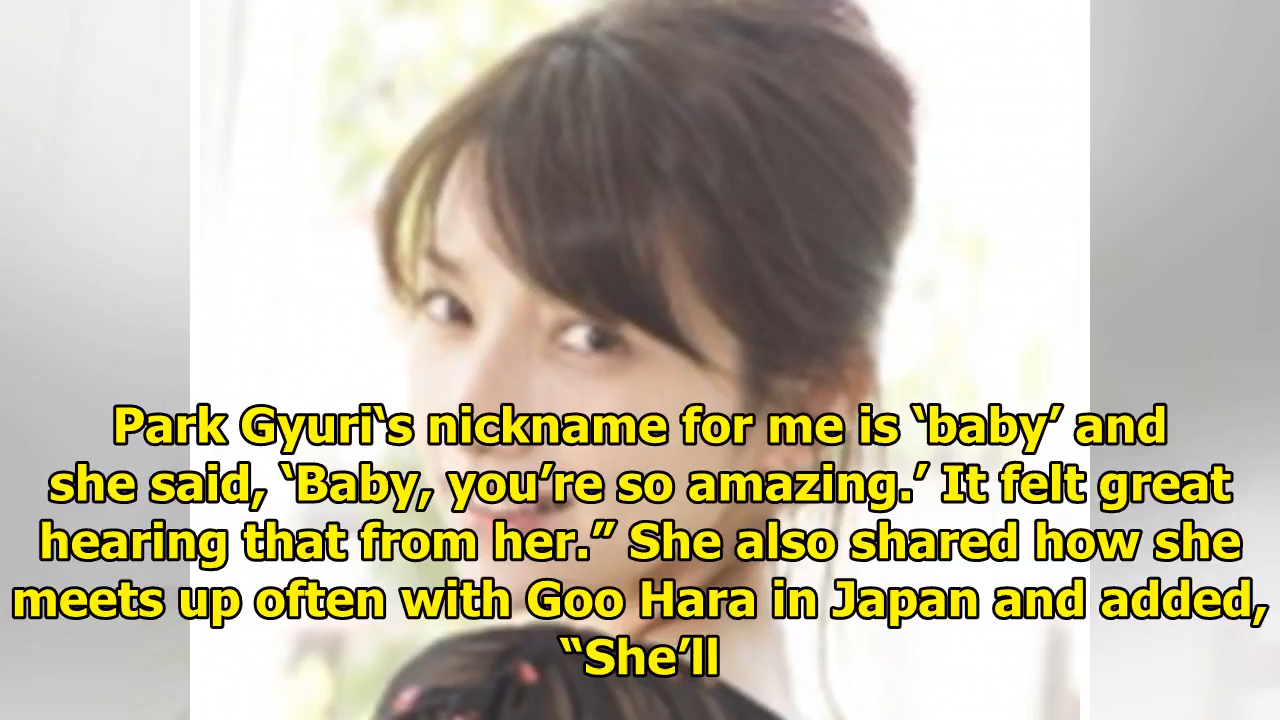 Park Gyuri‘s nickname for me is ‘baby’ and
she said, ‘Baby, you’re so amazing.’ It felt great
hearing that from her.” She also shared how she
meets up often with Goo Hara in Japan and added,
“She’ll